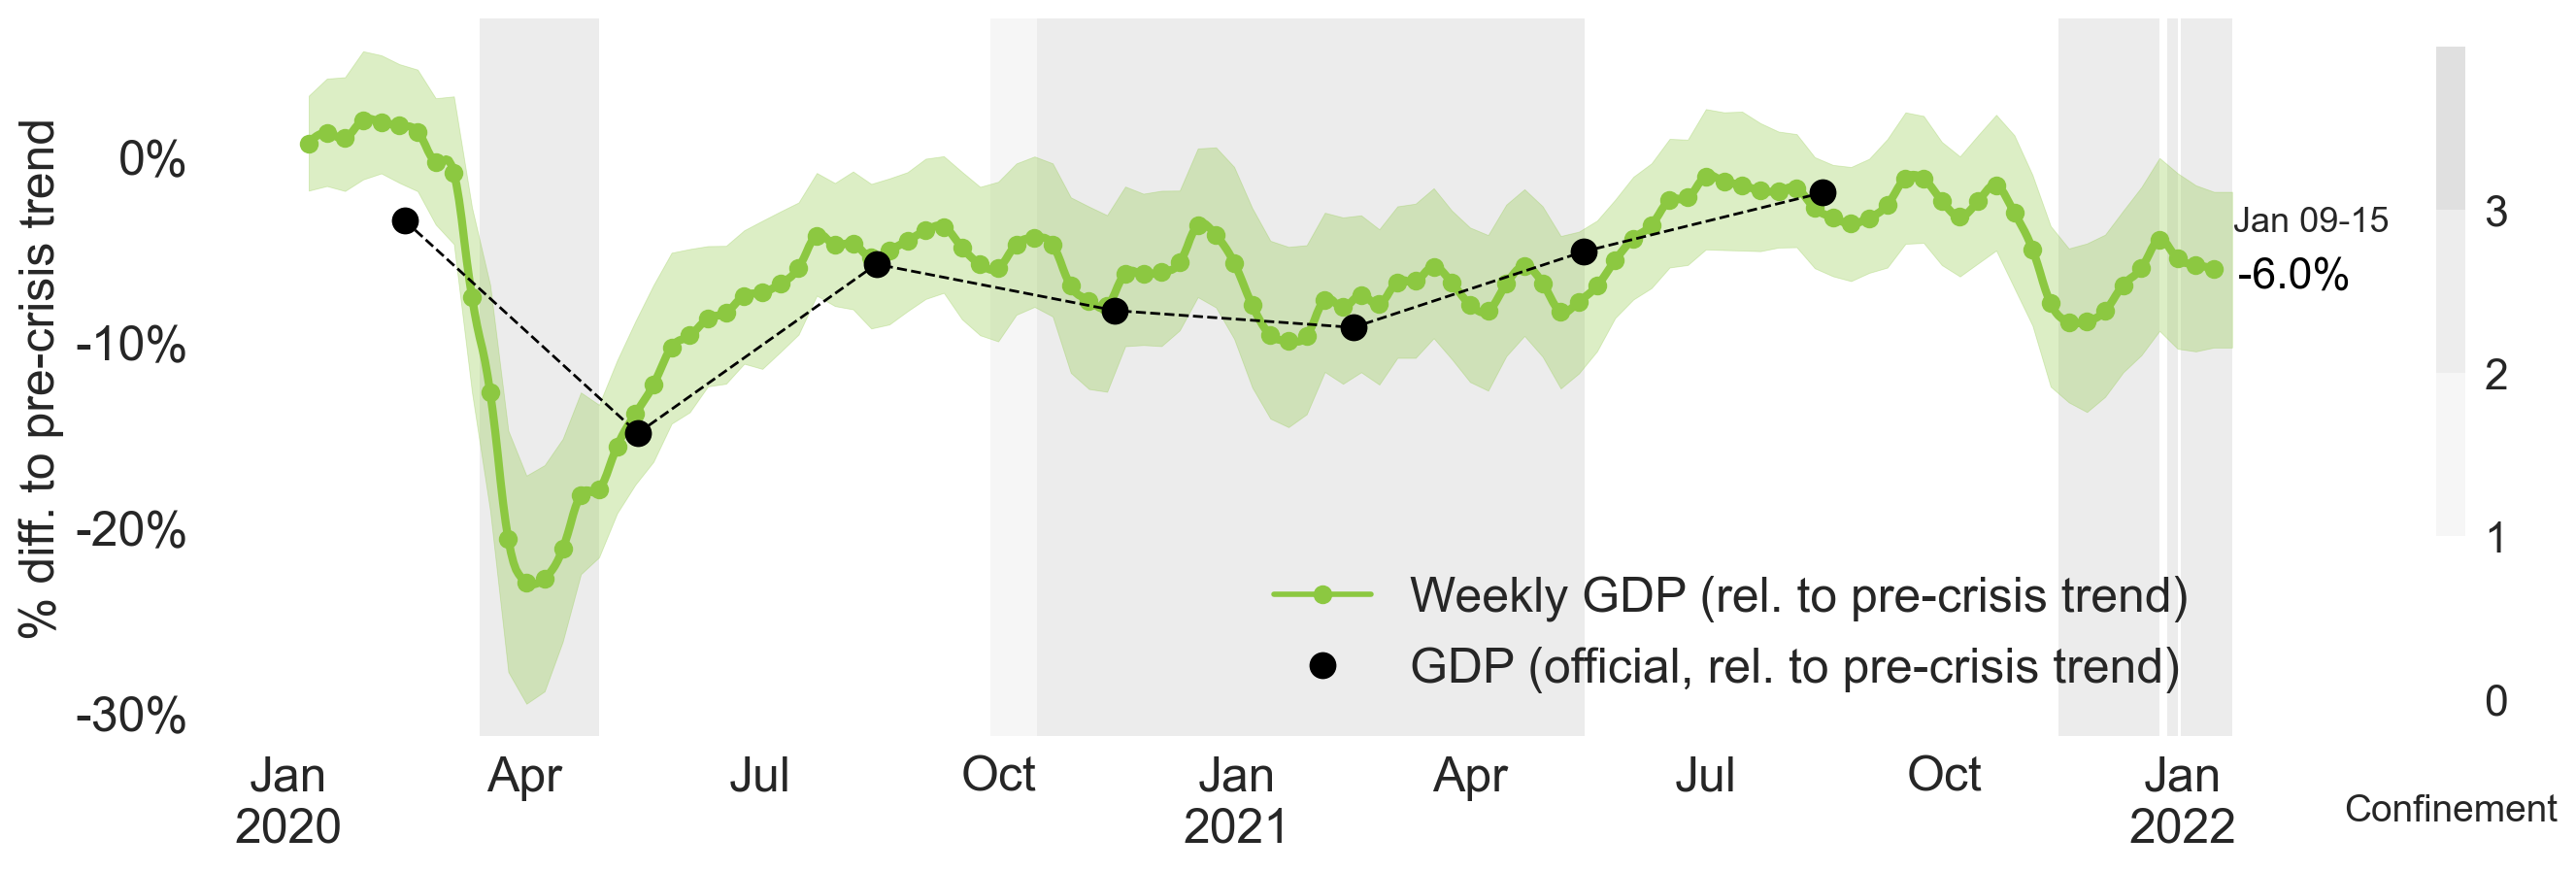 % diff. to pre-crisis trend
0%
-10%
-20%
-30%
Jan 09-15
-6.0%
Weekly GDP (rel. to pre-crisis trend)
GDP (official, rel. to pre-crisis trend)
Jan Apr Jul Oct Jan Apr Jul Oct Jan
2020 2021 2022
3
2
1
0
Confinement